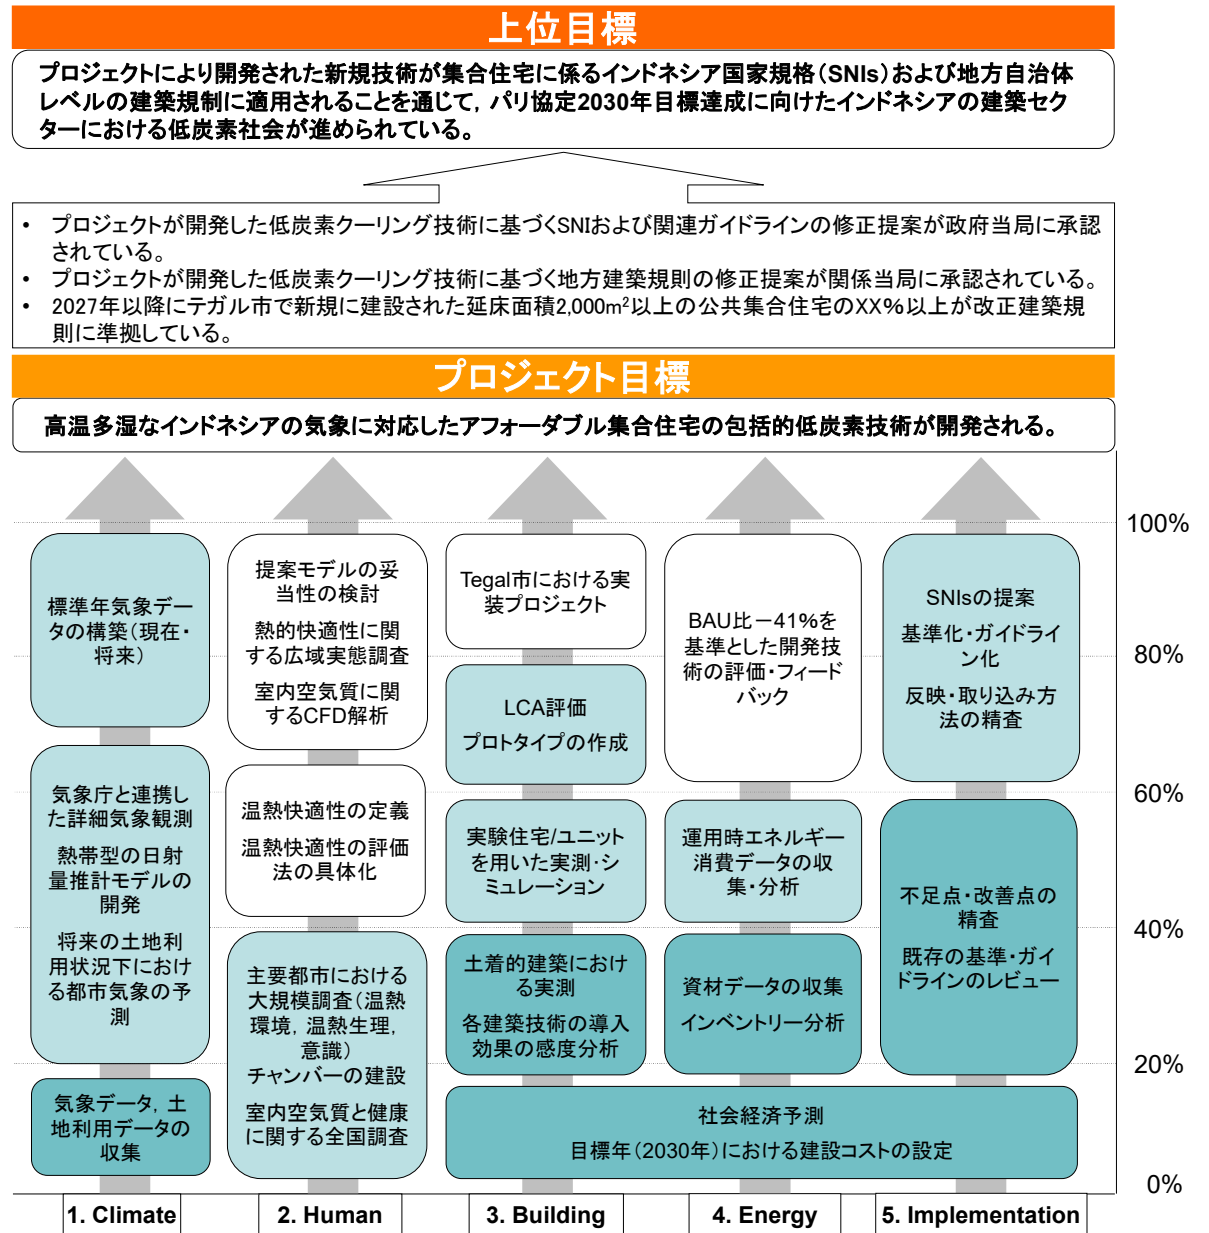 上位目標
プロジェクトにより開発された新規技術が集合住宅に係るインドネシア国家規格（SNIs）および地方自治体
レベルの建築規制に適用されることを通じて，パリ協定2030年目標達成に向けたインドネシアの建築セク
ターにおける低炭素社会が進められている。
• プロジェクトが開発した低炭素クーリング技術に基づくSNIおよび関連ガイドラインの修正提案が政府当局に承認
されている。
• プロジェクトが開発した低炭素クーリング技術に基づく地方建築規則の修正提案が関係当局に承認されている。
• 2027年以降にテガル市で新規に建設された延床面積2,000m²以上の公共集合住宅のXX％以上が改正建築規
則に準拠している。
プロジェクト目標
高温多湿なインドネシアの気象に対応したアフォーダブル集合住宅の包括的低炭素技術が開発される。
標準年気象デー
タの構築（現在・
将来）
気象庁と連携し
た詳細気象観測
熱帯型の日射
量推計モデルの
開発
将来の土地利
用状況下におけ
る都市気象の予
測
気象データ，土
地利用データの
収集
1. Climate
提案モデルの妥
当性の検討
熱的快適性に関
する広域実態調査
室内空気質に関
するCFD解析
温熱快適性の定義
温熱快適性の評価
法の具体化
主要都市における
大規模調査（温熱
環境，温熱生理，
意識）
チャンバーの建設
室内空気質と健康
に関する全国調査
2. Human
Tegal市における実
装プロジェクト
LCA評価
プロトタイプの作成
実験住宅/ユニット
を用いた実測・シ
ミュレーション
土着的建築におけ
る実測
各建築技術の導入
効果の感度分析
3. Building
BAU比－41％を
基準とした開発技
術の評価・フィード
バック
運用時エネルギー
消費データの収
集・分析
資材データの収集
インベントリー分析
4. Energy
SNIsの提案
基準化・ガイドライ
ン化
反映・取り込み方
法の精査
不足点・改善点の
精査
既存の基準・ガイ
ドラインのレビュー
5. Implementation
社会経済予測
目標年（2030年）における建設コストの設定
100%
80%
60%
40%
20%
0%